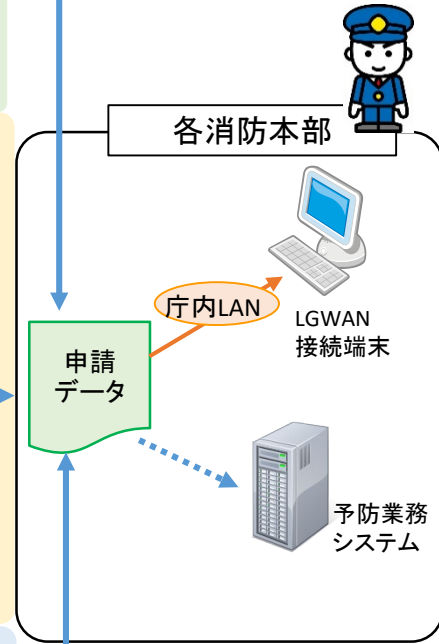 各消防本部
庁内LAN
LGWAN
接続端末
申請
データ
予防業務
システム